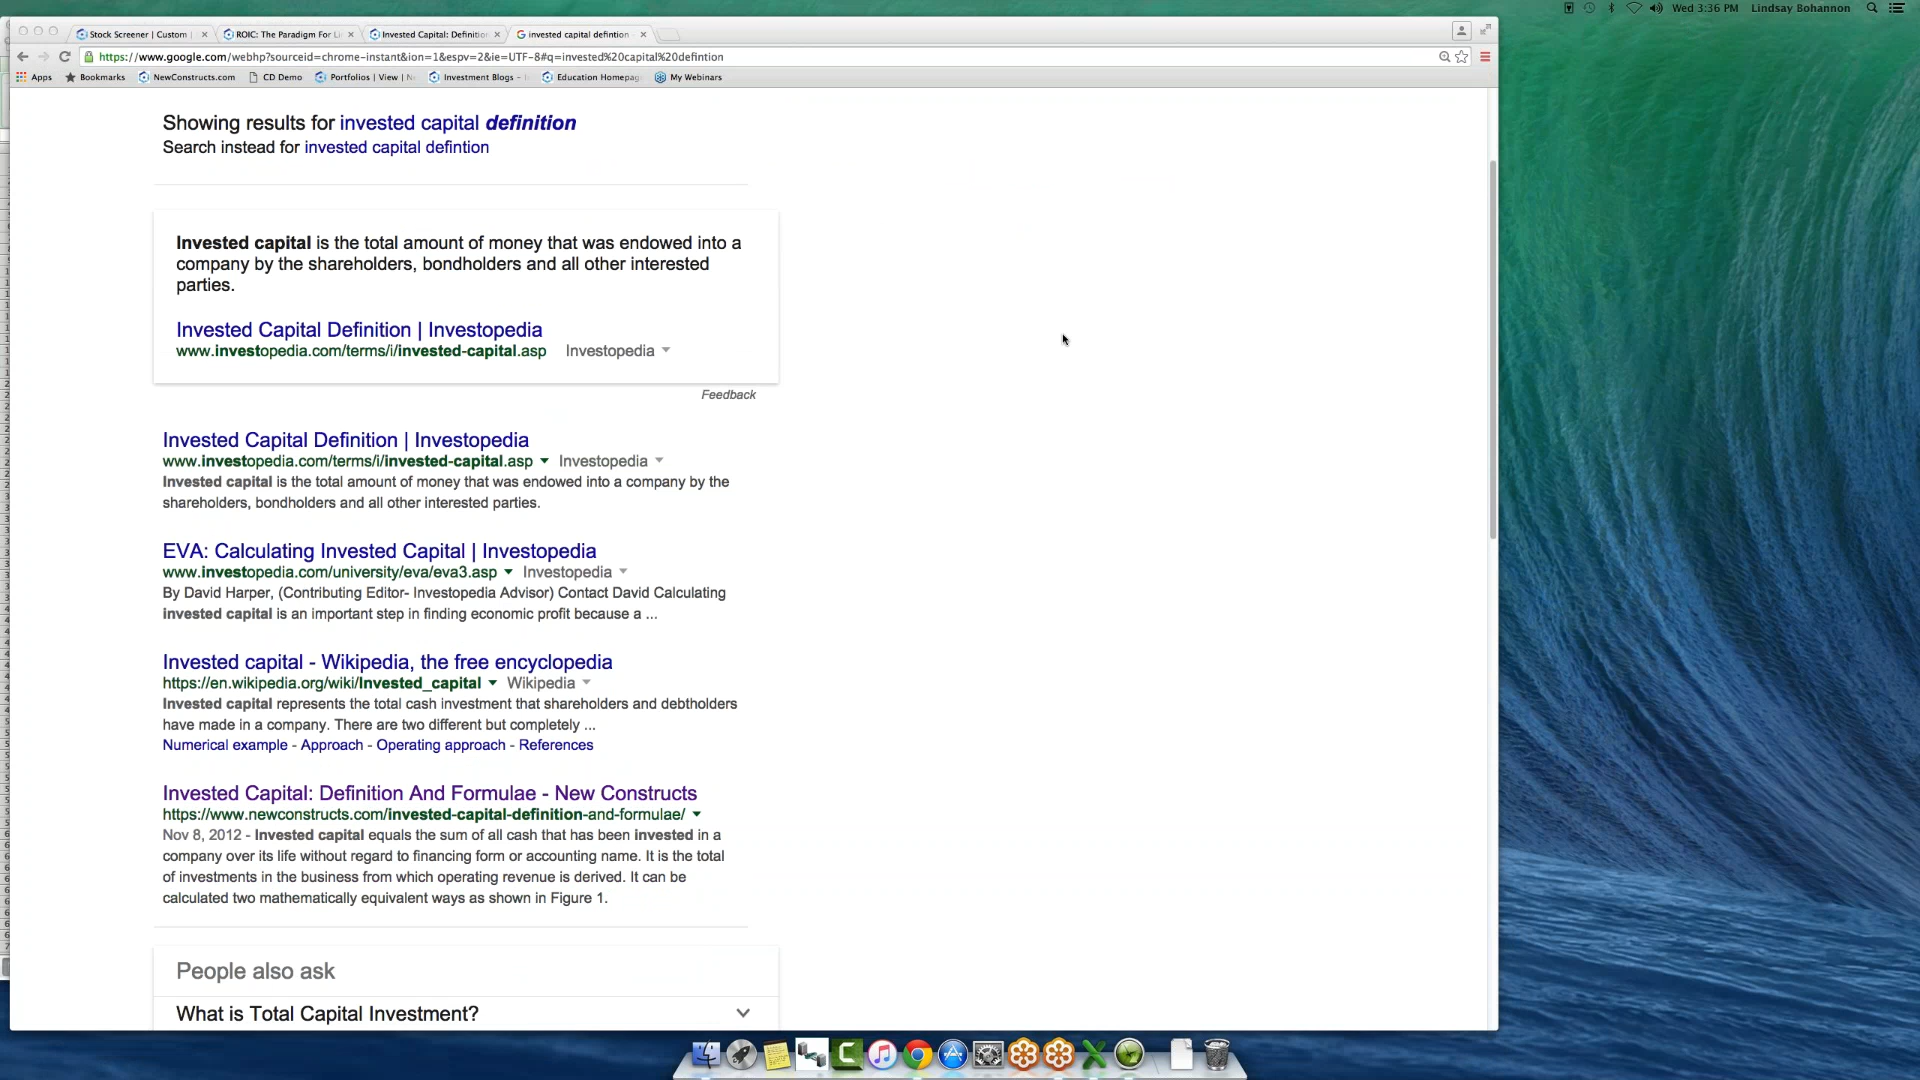 Wed 3:36 PM Lindsay Bohannon
Stock Screener | Custom
ROIC: The Paradigm For
Invested Capital: Definition
invested capital defintion
https://www.google.com/webhp?sourceid=chrome-instant&ion=1&espv=2&ie=UTF-8#q=invested%20capital%20defintion
Apps Bookmarks NewConstructs.com CD Demo Portfolios | View | Investment Blogs - Education Homepag My Webinars
Showing results for invested capital definition
Search instead for invested capital defintion
Invested capital is the total amount of money that was endowed into a
company by the shareholders, bondholders and all other interested
parties.
Invested Capital Definition | Investopedia
www.investopedia.com/terms/i/invested-capital.asp Investopedia
Feedback
Invested Capital Definition | Investopedia
www.investopedia.com/terms/i/invested-capital.asp Investopedia
Invested capital is the total amount of money that was endowed into a company by the
shareholders, bondholders and all other interested parties.
EVA: Calculating Invested Capital | Investopedia
www.investopedia.com/university/eva/eva3.asp Investopedia
By David Harper, (Contributing Editor- Investopedia Advisor) Contact David Calculating
invested capital is an important step in finding economic profit because a ...
Invested capital - Wikipedia, the free encyclopedia
https://en.wikipedia.org/wiki/Invested_capital Wikipedia
Invested capital represents the total cash investment that shareholders and debtholders
have made in a company. There are two different but completely ...
Numerical example - Approach - Operating approach - References
Invested Capital: Definition And Formulae - New Constructs
https://www.newconstructs.com/invested-capital-definition-and-formulae/
Nov 8, 2012 - Invested capital equals the sum of all cash that has been invested in a
company over its life without regard to financing form or accounting name. It is the total
of investments in the business from which operating revenue is derived. It can be
calculated two mathematically equivalent ways as shown in Figure 1.
People also ask
What is Total Capital Investment?